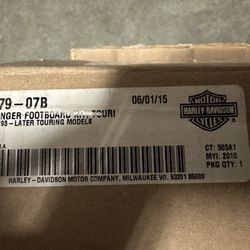 79-07B 06/01/15
NGER FOOTBOARD KIT, TOURI
93-LATER TOURING MODELS
MOTOR
HARLEY-DAVIDSON
CYCLES
S.A.
CT: 505A1
MYI: 2010
PKG QTY: 1
HARLEY-DAVIDSON MOTOR COMPANY, MILWAUKEE WI. 53201 USA